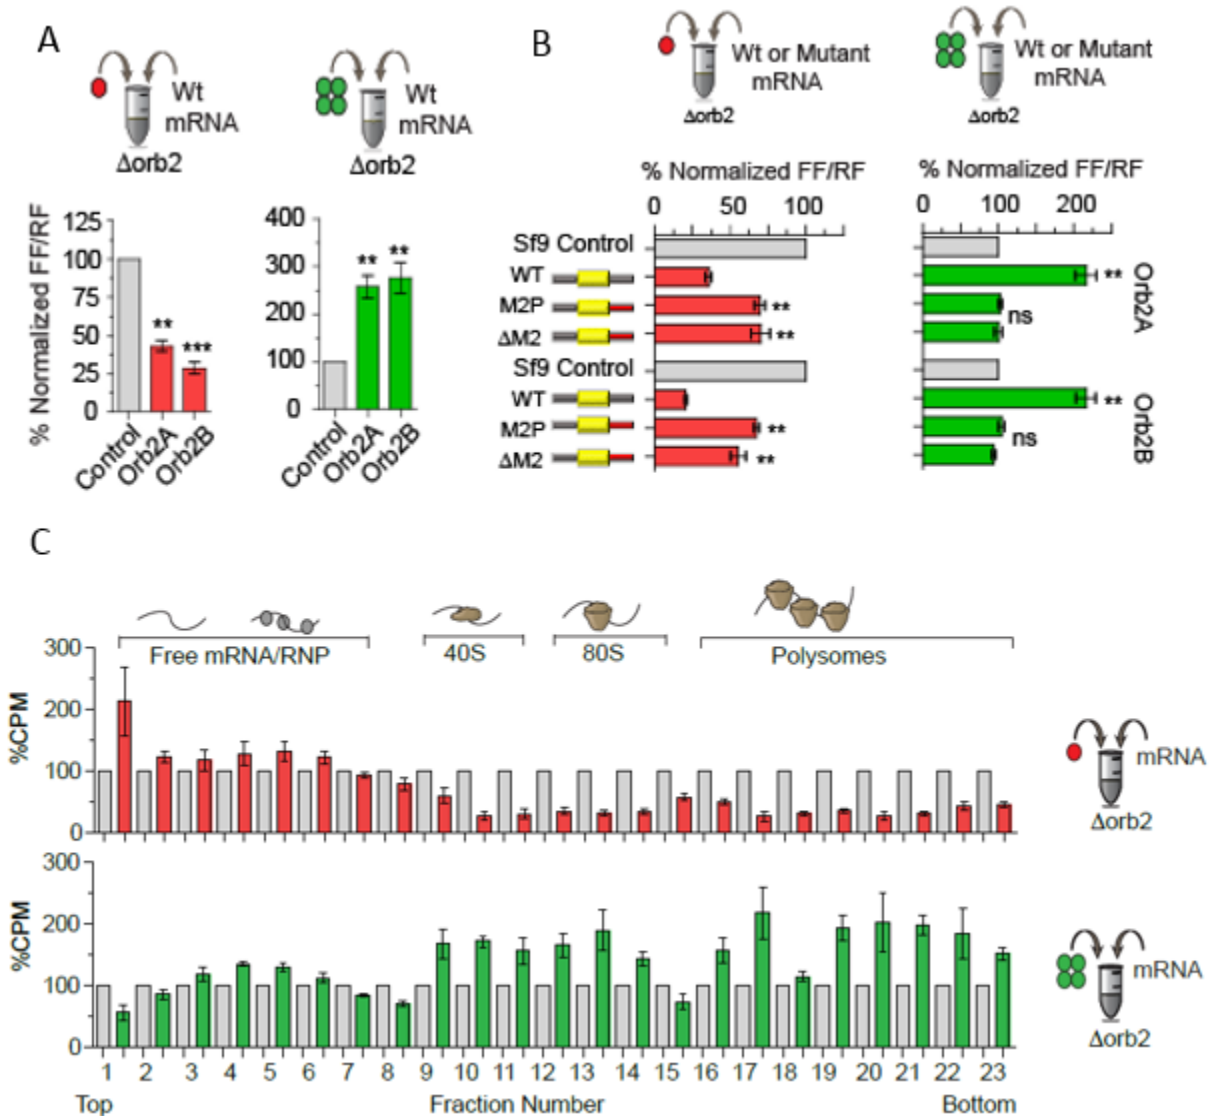 A
Wt
mRNA
Δorb2
Wt
mRNA
Δorb2
% Normalized FF/RF
125
100
75
50
25
0
**
***
Control
Orb2A
Orb2B
400
300
200
100
0
**
**
Control
Orb2A
Orb2B
B
Wt or Mutant
mRNA
Δorb2
Wt or Mutant
mRNA
Δorb2
% Normalized FF/RF
0 50 100
% Normalized FF/RF
0 100 200
Sf9 Control
WT
M2P
**
ΔM2
**
Sf9 Control
WT
M2P
**
ΔM2
**
**
ns
Orb2A
**
ns
Orb2B
C
Free mRNA/RNP
40S
80S
Polysomes
%CPM
300
200
100
0
mRNA
Δorb2
%CPM
300
200
100
0
mRNA
Δorb2
1 2 3 4 5 6 7 8 9 10 11 12 13 14 15 16 17 18 19 20 21 22 23
Top Fraction Number Bottom